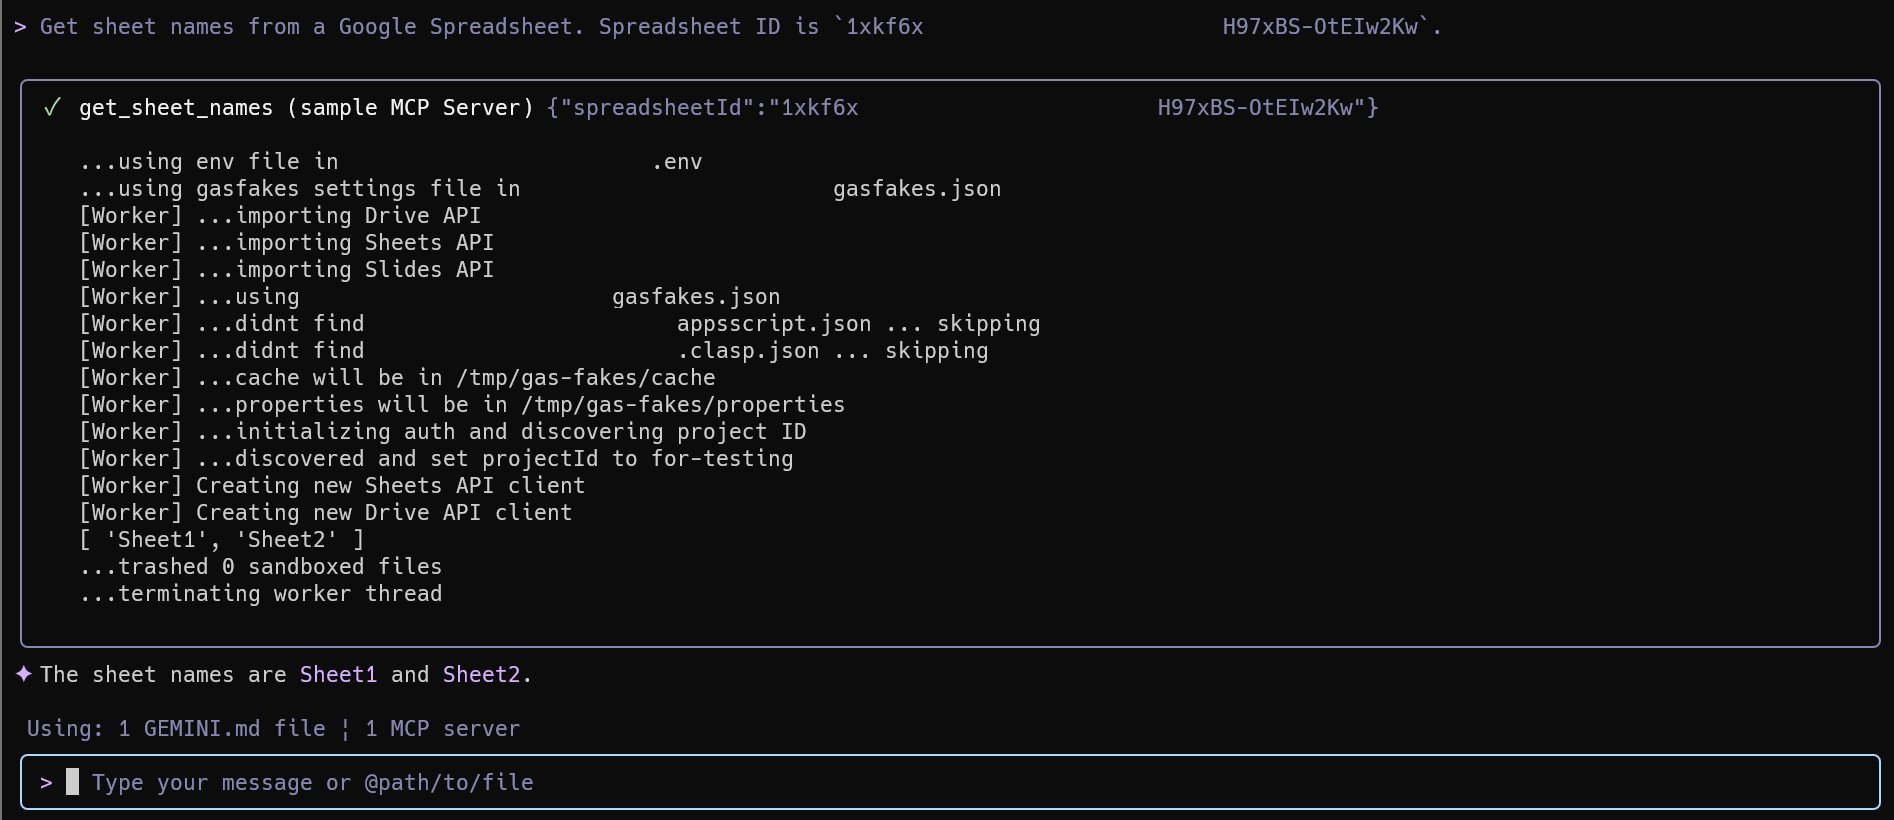 > Get sheet names from a Google Spreadsheet. Spreadsheet ID is `1xkf6x H97xBS-OtEIw2Kw`.
✓ get_sheet_names (sample MCP Server) {"spreadsheetId":"1xkf6x H97xBS-OtEIw2Kw"}
...using env file in .env
...using gasfakes settings file in gasfakes.json
[Worker] ...importing Drive API
[Worker] ...importing Sheets API
[Worker] ...importing Slides API
[Worker] ...using gasfakes.json
[Worker] ...didnt find appsscript.json ... skipping
[Worker] ...didnt find .clasp.json ... skipping
[Worker] ...cache will be in /tmp/gas-fakes/cache
[Worker] ...properties will be in /tmp/gas-fakes/properties
[Worker] ...initializing auth and discovering project ID
[Worker] ...discovered and set projectId to for-testing
[Worker] Creating new Sheets API client
[Worker] Creating new Drive API client
[ 'Sheet1', 'Sheet2' ]
...trashed 0 sandboxed files
...terminating worker thread
✦ The sheet names are Sheet1 and Sheet2.
Using: 1 GEMINI.md file ¦ 1 MCP server
> Type your message or @path/to/file